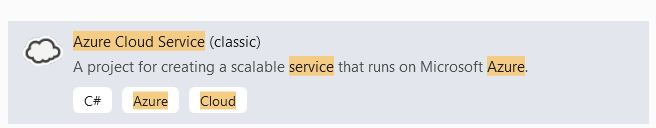 Azure Cloud Service (classic)
A project for creating a scalable service that runs on Microsoft Azure.
C# Azure Cloud